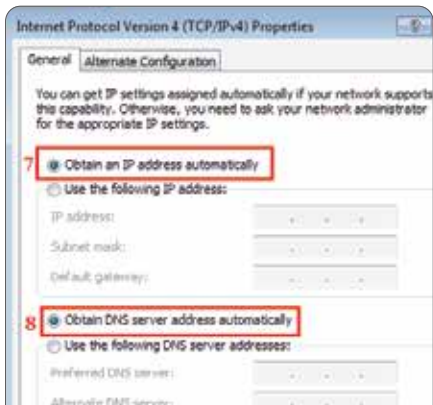 Internet Protocol Version 4 (TCP/IPv4) Properties
General
Alternate Configuration
You can get IP settings assigned automatically if your network supports
this capability. Otherwise, you need to ask your network administrator
for the appropriate IP settings.
7 Obtain an IP address automatically
Use the following IP address:
IP address:
Subnet mask:
Default gateway:
8 Obtain DNS server address automatically
Use the following DNS server addresses:
Preferred DNS server:
Alternate DNS server: